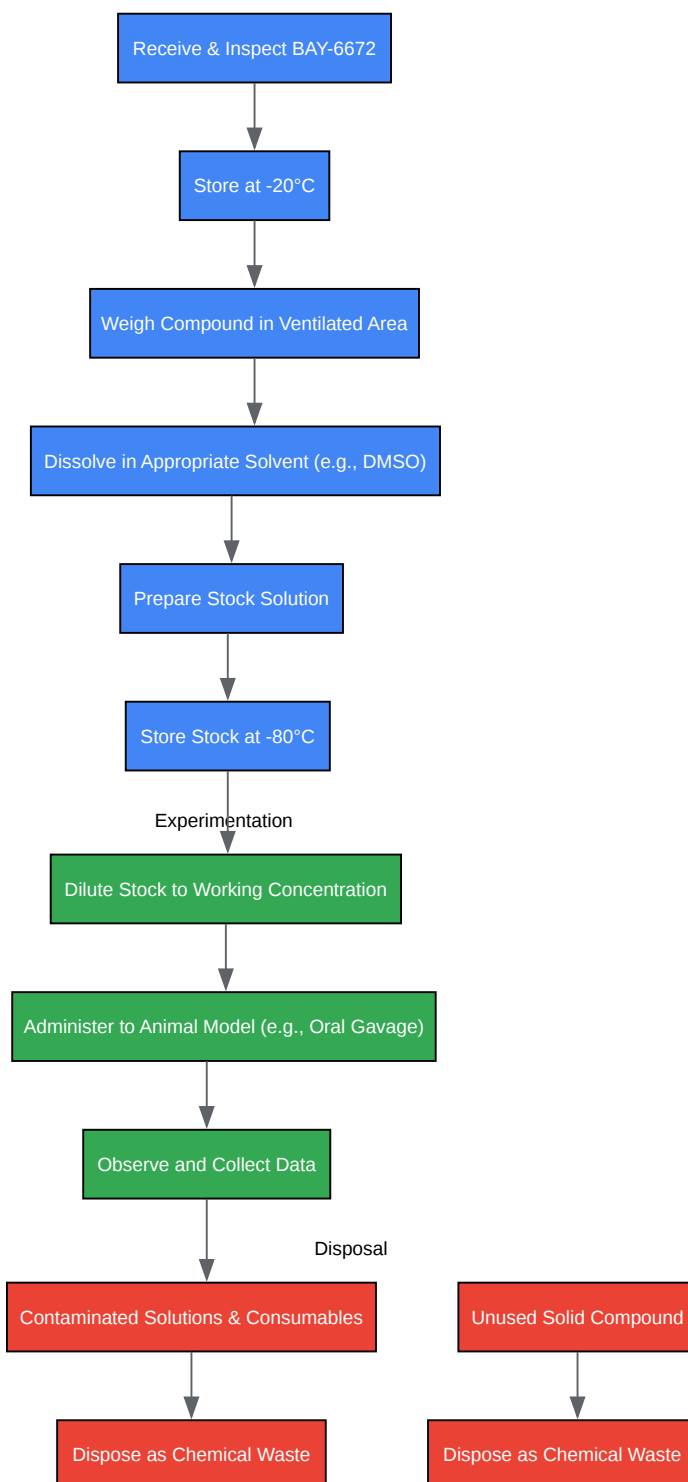 Receive & Inspect BAY-6672
Store at -20°C
Weigh Compound in Ventilated Area
Dissolve in Appropriate Solvent (e.g., DMSO)
Prepare Stock Solution
Store Stock at -80°C
Experimentation
Dilute Stock to Working Concentration
Administer to Animal Model (e.g., Oral Gavage)
Observe and Collect Data
Disposal
Contaminated Solutions & Consumables
Unused Solid Compound
Dispose as Chemical Waste
Dispose as Chemical Waste